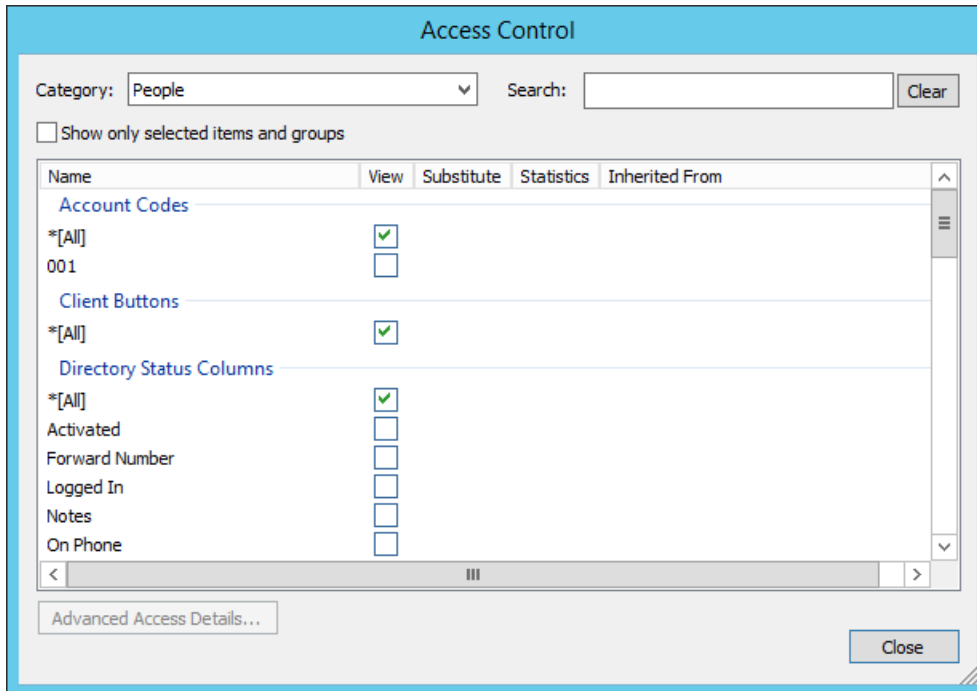 Access Control
Category: People Search: Clear
Show only selected items and groups
Name View Substitute Statistics Inherited From
Account Codes
*[All]
001
Client Buttons
*[All]
Directory Status Columns
*[All]
Activated
Forward Number
Logged In
Notes
On Phone
Advanced Access Details...
Close